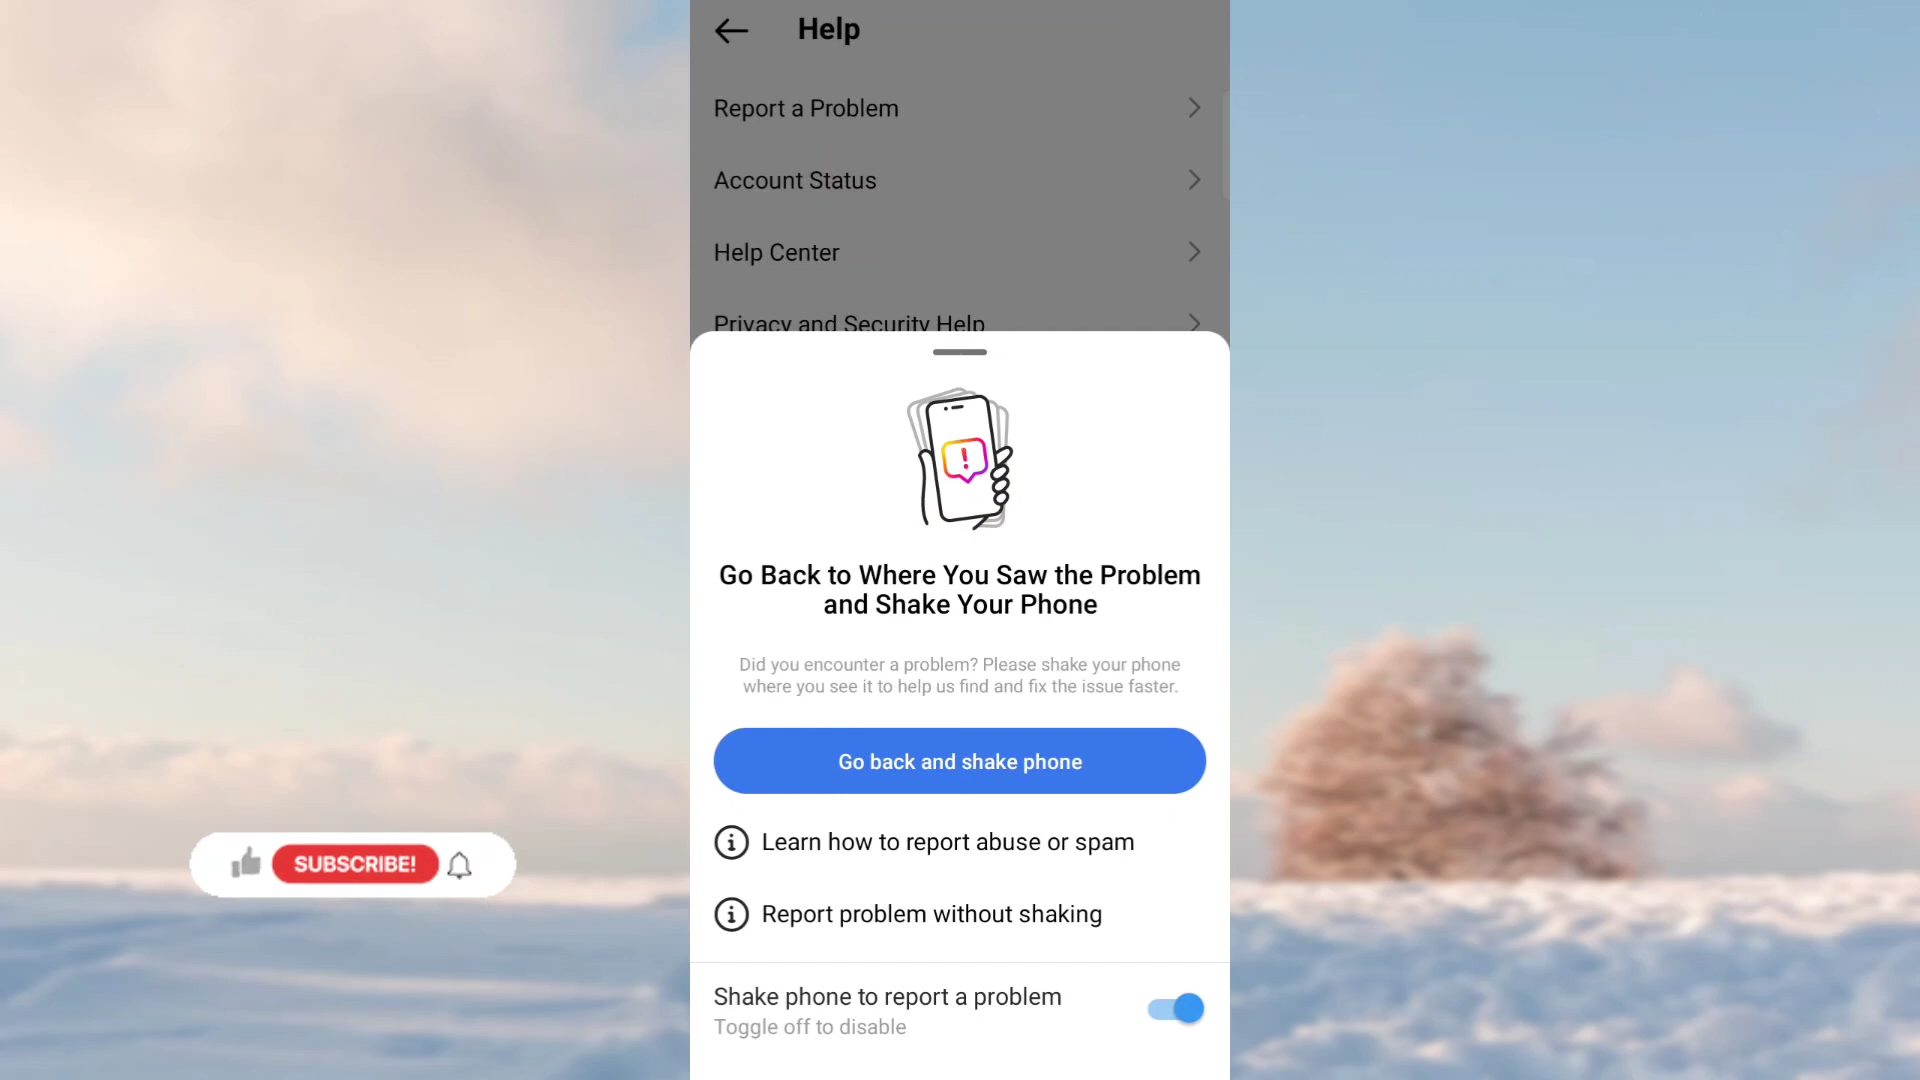 Help
Report a Problem
Account Status
Help Center
Privacy and Security Help
Go Back to Where You Saw the Problem
and Shake Your Phone
Did you encounter a problem? Please shake your phone
where you see it to help us find and fix the issue faster.
Go back and shake phone
Learn how to report abuse or spam
SUBSCRIBE!
Report problem without shaking
Shake phone to report a problem
Toggle off to disable